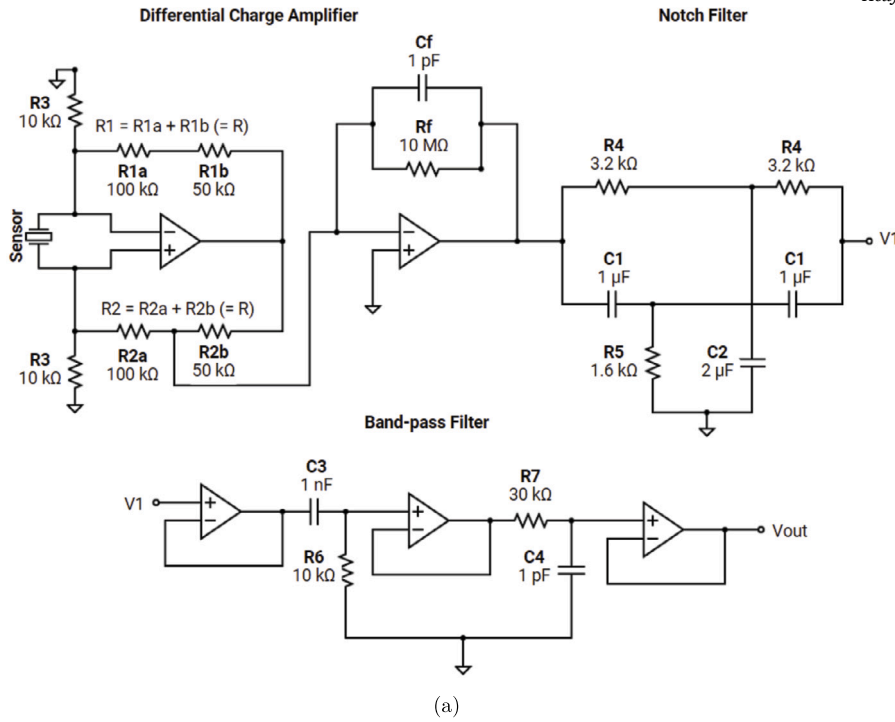 Differential Charge Amplifier
Notch Filter
Cf
1 pF
R3
10 kΩ
R1 = R1a + R1b (= R)
Rf
10 MΩ
R4
3.2 kΩ
R4
3.2 kΩ
R1a
100 kΩ
R1b
50 kΩ
Sensor
−
+
−
+
V1
C1
1 µF
C1
1 µF
R2 = R2a + R2b (= R)
R3
10 kΩ
R2a
100 kΩ
R2b
50 kΩ
R5
1.6 kΩ
C2
2 µF
Band-pass Filter
C3
1 nF
R7
30 kΩ
V1
+
−
+
−
+
−
Vout
R6
10 kΩ
C4
1 pF
(a)